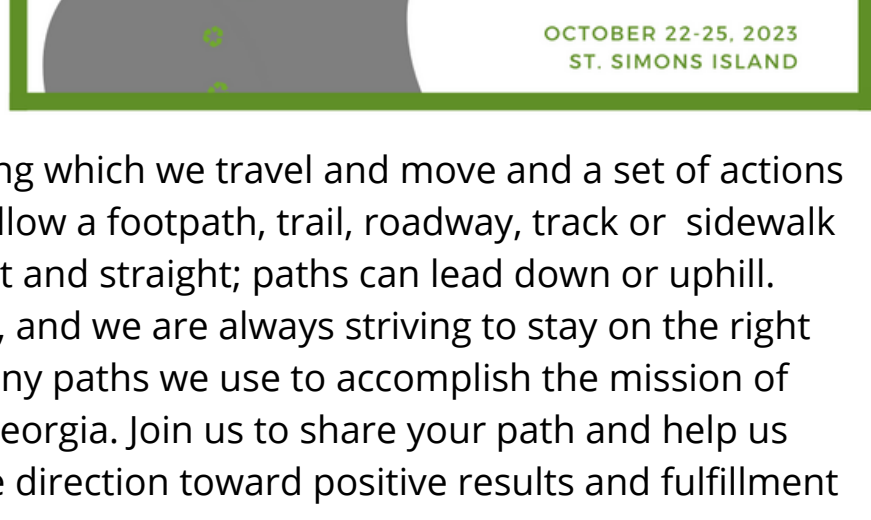 OCTOBER 22-25, 2023
ST. SIMONS ISLAND
which we travel and move and a set of actions
a footpath, trail, roadway, track or  sidewalk
and straight; paths can lead down or uphill.
, and we are always striving to stay on the right
paths we use to accomplish the mission of
eorgia. Join us to share your path and help us
direction toward positive results and fulfillment